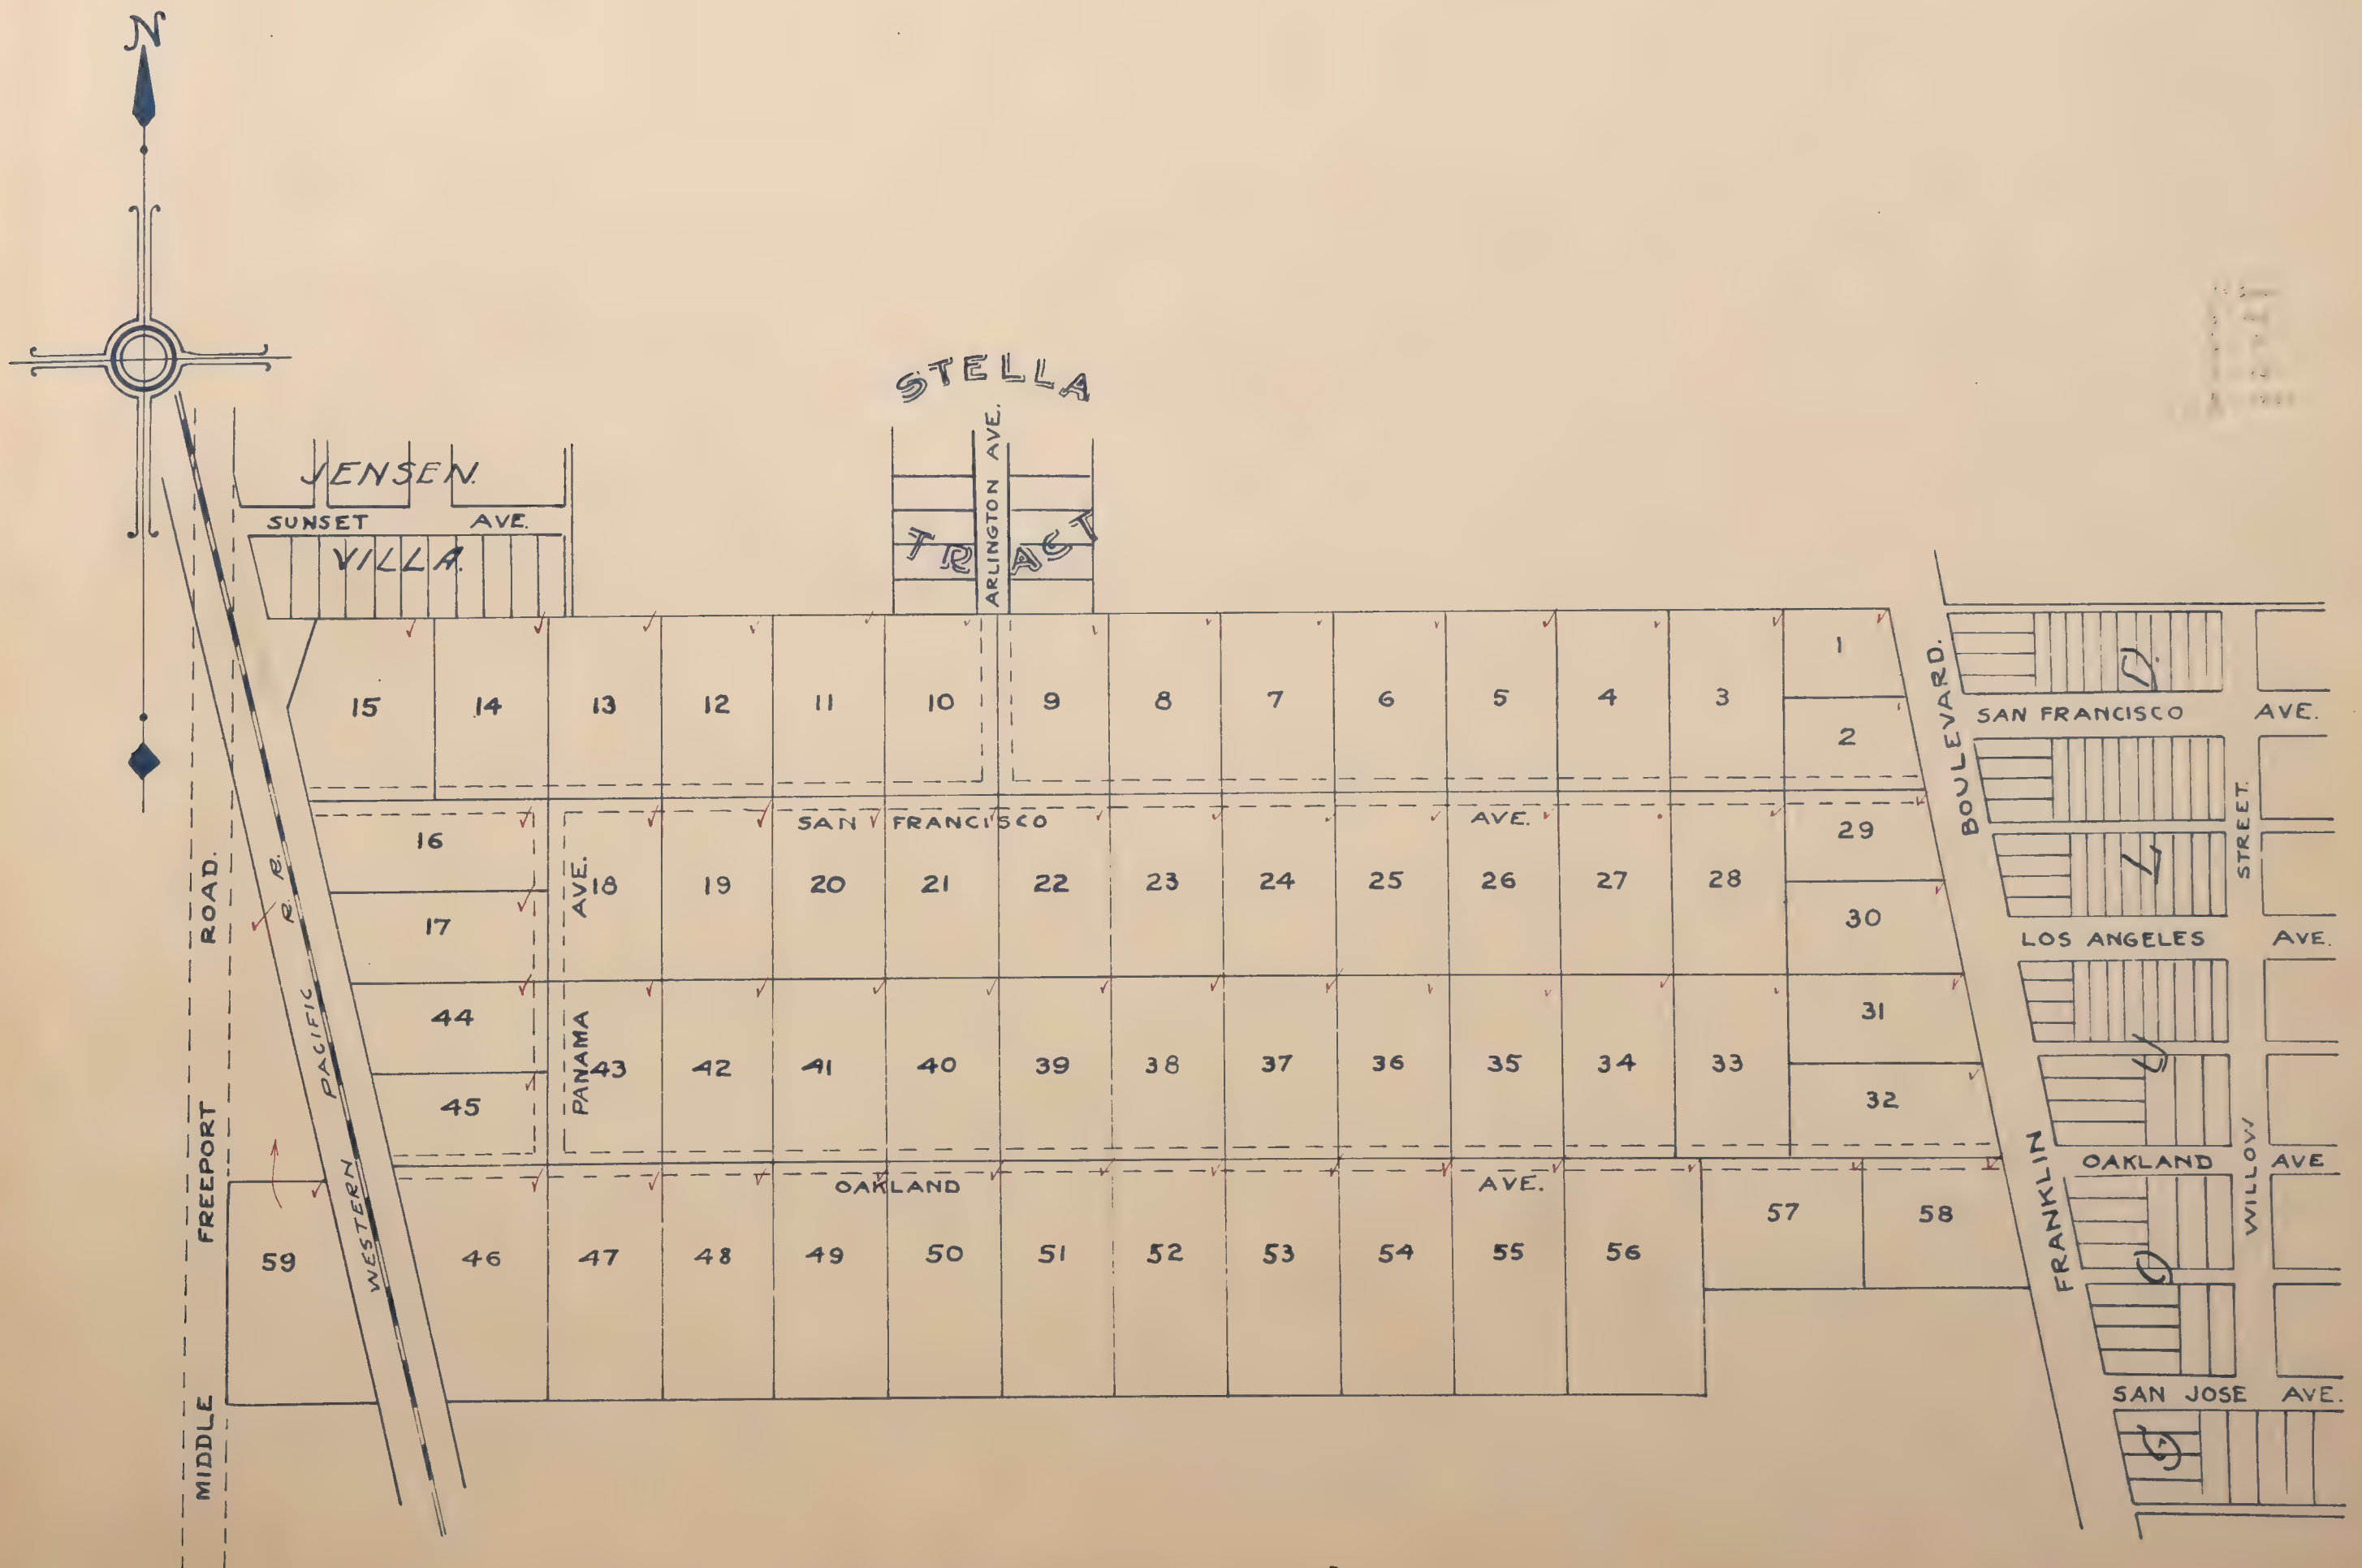 N
STELLA
TRACT
ARLINGTON AVE.
JENSEN.
SUNSET AVE.
VILLA.
15 14 13 12 11 10 9 8 7 6 5 4 3
1
2
SAN FRANCISCO AVE.
16
17
18 19 20 21 22 23 24 25 26 27 28
29
30
44
45
43 42 41 40 39 38 37 36 35 34 33
31
32
PANAMA AVE.
OAKLAND AVE.
59 46 47 48 49 50 51 52 53 54 55 56 57 58
MIDDLE FREEPORT ROAD.
WESTERN PACIFIC R. R.
FRANKLIN BOULEVARD.
SAN FRANCISCO AVE.
LOS ANGELES AVE.
OAKLAND AVE
SAN JOSE AVE.
WILLOW STREET.
GOULD.